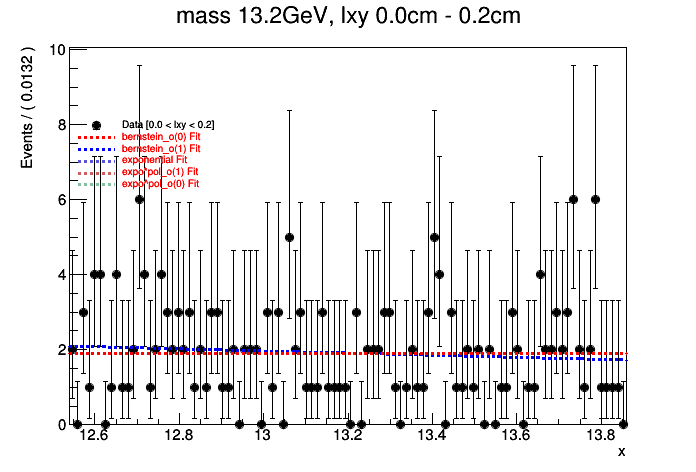 mass 13.2GeV, lxy 0.0cm - 0.2cm
Events / ( 0.0132 )
10
8
6
4
2
0
Data [0.0 < lxy < 0.2]
bernstein_o(0) Fit
bernstein_o(1) Fit
exponential Fit
expo*pol_o(1) Fit
expo*pol_o(0) Fit
12.6 12.8 13 13.2 13.4 13.6 13.8
x